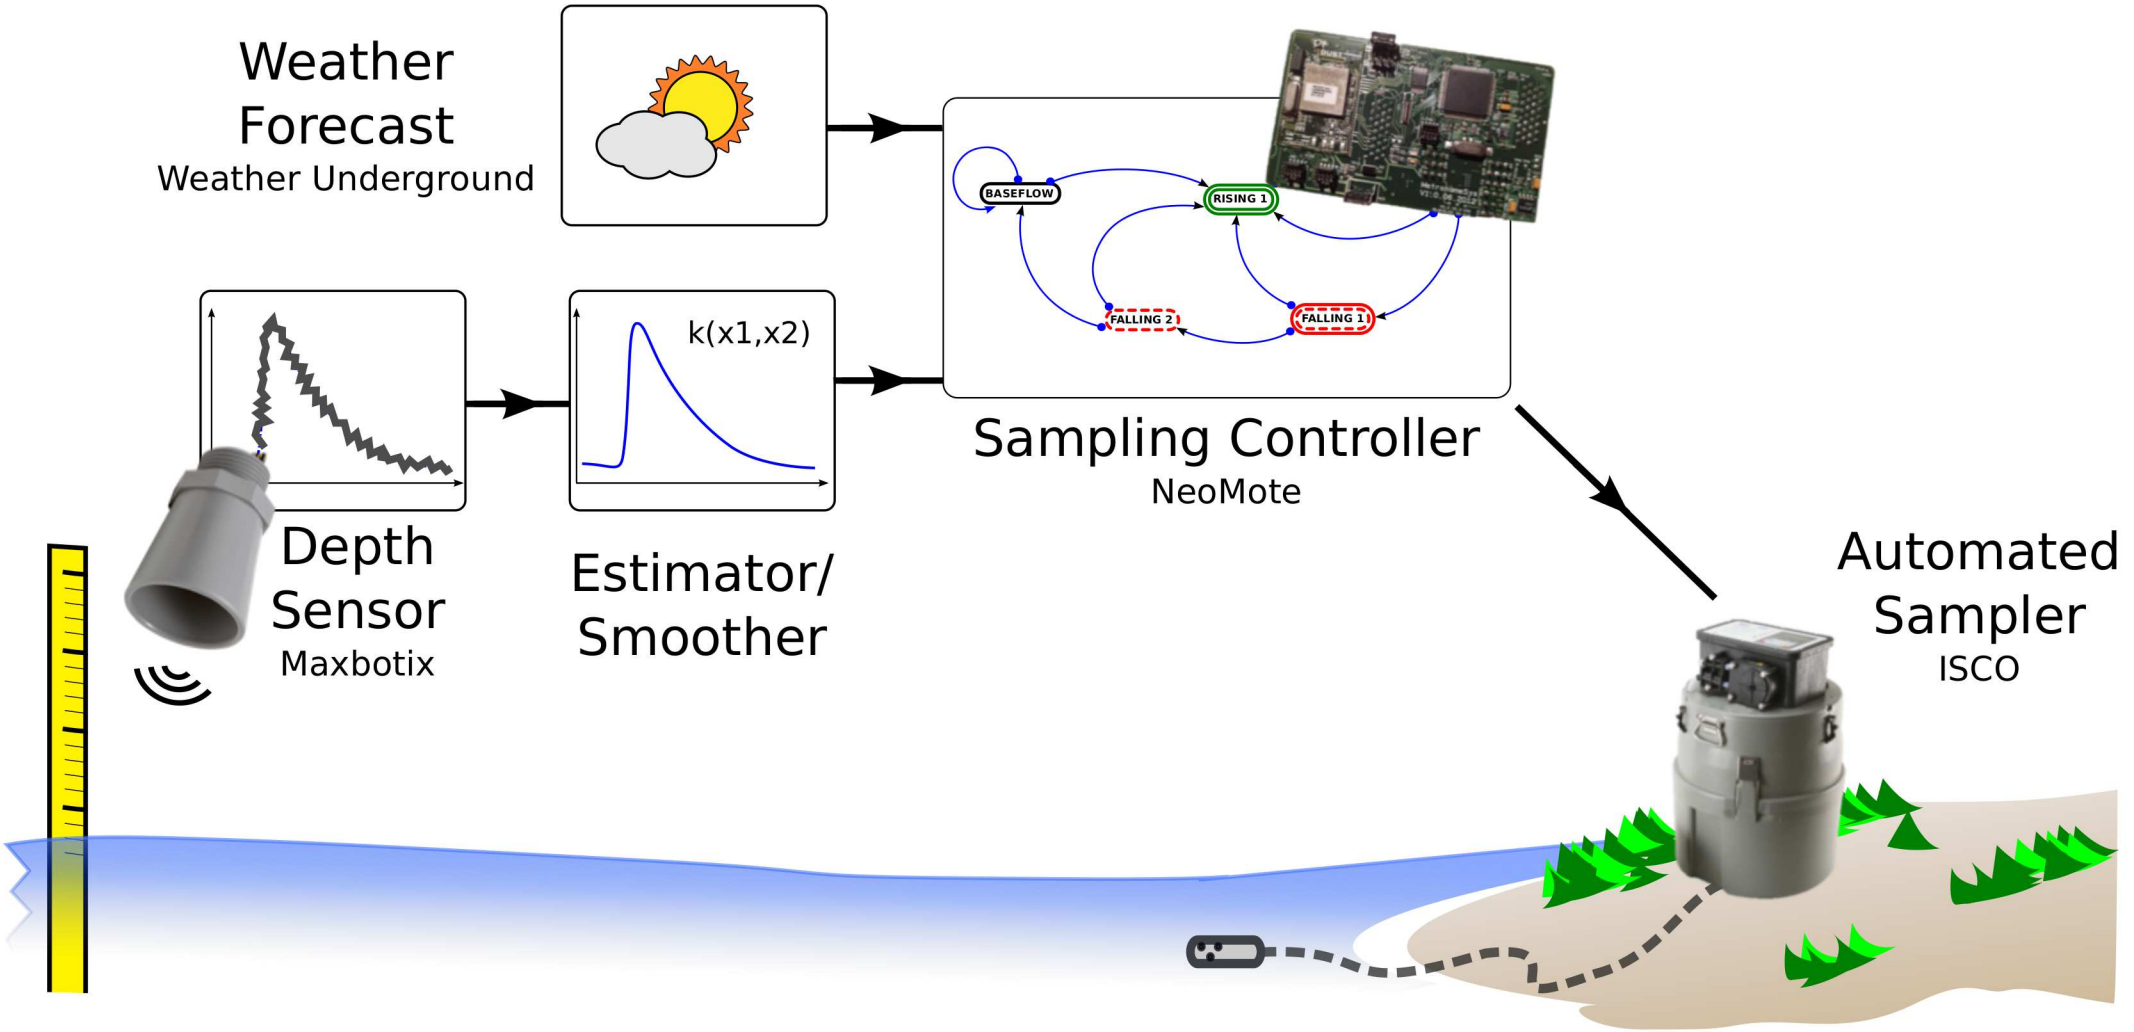 Weather
Forecast
Weather Underground
BASEFLOW
RISING 1
FALLING 2
FALLING 1
k(x1,x2)
Sampling Controller
NeoMote
Depth
Sensor
Maxbotix
Estimator/
Smoother
Automated
Sampler
ISCO